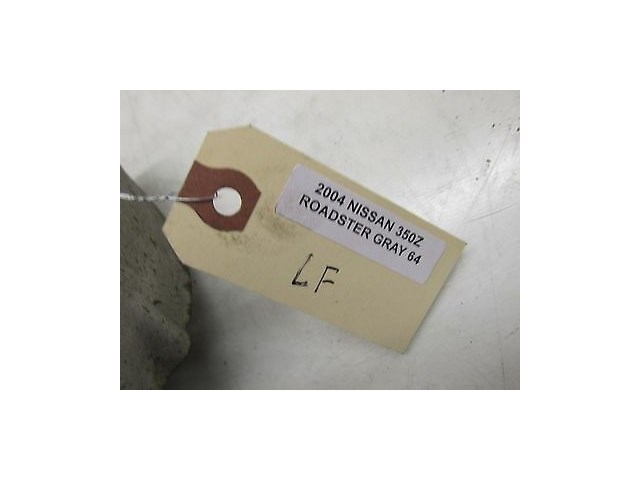 2004 NISSAN 350Z
ROADSTER GRAY 64
LF